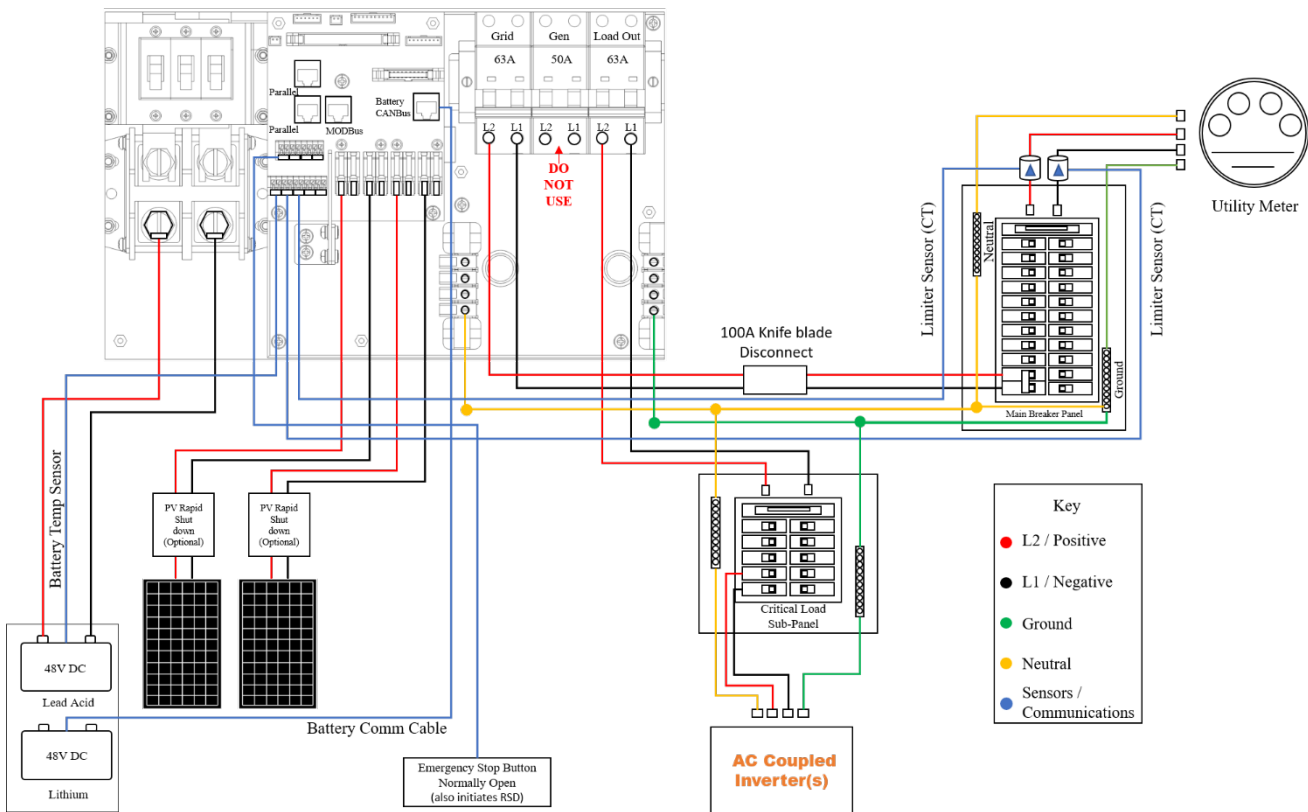 Grid
Gen
Load Out
63A
50A
63A
Parallel
Parallel
MODBus
Battery
CANBus
L2
L1
L2
L1
L2
L1
DO
NOT
USE
Utility Meter
Limiter Sensor (CT)
Neutral
Limiter Sensor (CT)
Ground
Main Breaker Panel
100A Knife blade
Disconnect
Battery Temp Sensor
PV Rapid
Shut
down
(Optional)
PV Rapid
Shut
down
(Optional)
Critical Load
Sub-Panel
Key
L2 / Positive
L1 / Negative
Ground
Neutral
Sensors /
Communications
48V DC
Lead Acid
48V DC
Lithium
Battery Comm Cable
Emergency Stop Button
Normally Open
(also initiates RSD)
AC Coupled
Inverter(s)